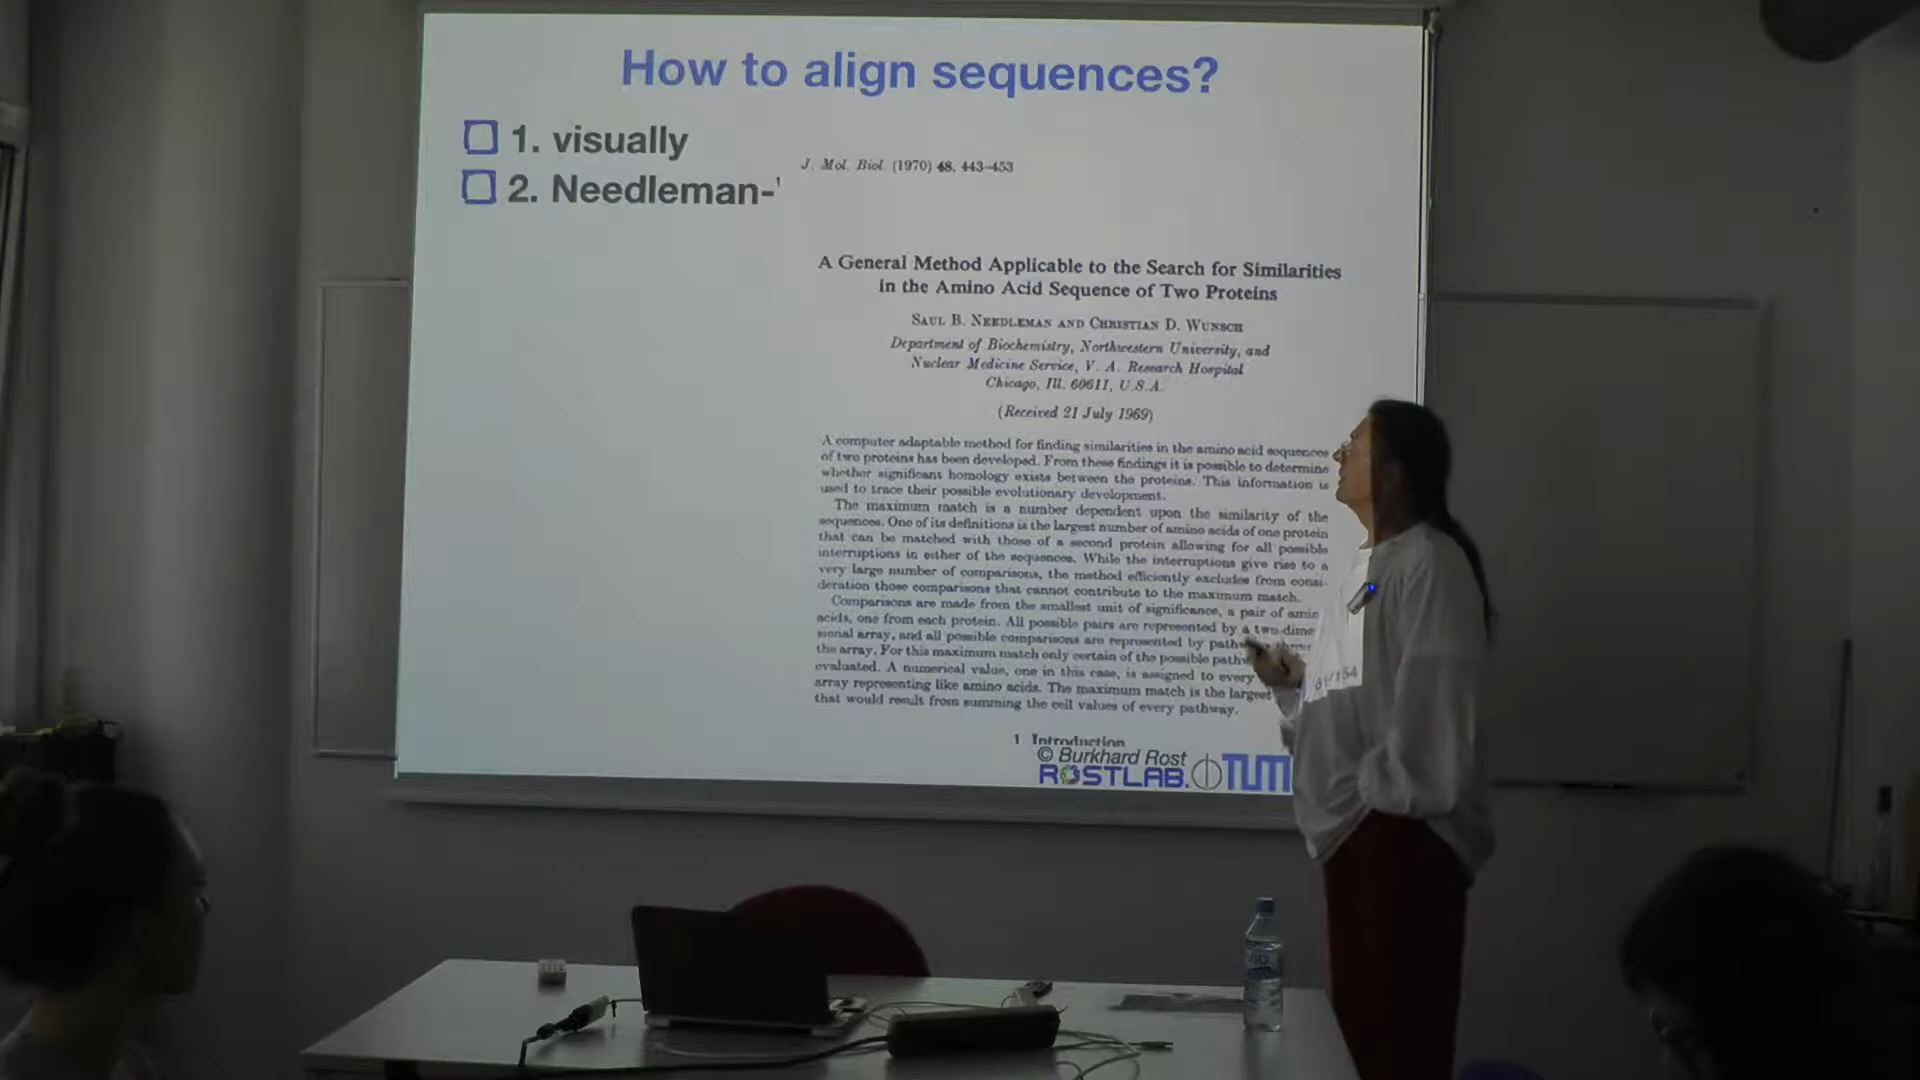 How to align sequences?
1. visually
2. Needleman-
J. Mol. Biol. (1970) 48, 443–453
A General Method Applicable to the Search for Similarities
in the Amino Acid Sequence of Two Proteins
SAUL B. NEEDLEMAN AND CHRISTIAN D. WUNSCH
Department of Biochemistry, Northwestern University, and
Nuclear Medicine Service, V. A. Research Hospital
Chicago, Ill. 60611, U.S.A.
(Received 21 July 1969)
A computer adaptable method for finding similarities in the amino acid sequences
of two proteins has been developed. From these findings it is possible to determine
whether significant homology exists between the proteins. This information is
used to trace their possible evolutionary development.
The maximum match is a number dependent upon the similarity of the
sequences. One of its definitions is the largest number of amino acids of one protein
that can be matched with those of a second protein allowing for all possible
interruptions in either of the sequences. While the interruptions give rise to a
very large number of comparisons, the method efficiently excludes from consi-
deration those comparisons that cannot contribute to the maximum match.
Comparisons are made from the smallest unit of significance, a pair of amin
acids, one from each protein. All possible pairs are represented by a two-dime
sional array, and all possible comparisons are represented by pathw
the array. For this maximum match only certain of the possible pathw
evaluated. A numerical value, one in this case, is assigned to every
array representing like amino acids. The maximum match is the largest
that would result from summing the cell values of every pathway.
1 Introduction
© Burkhard Rost
ROSTLAB. TUM
/154